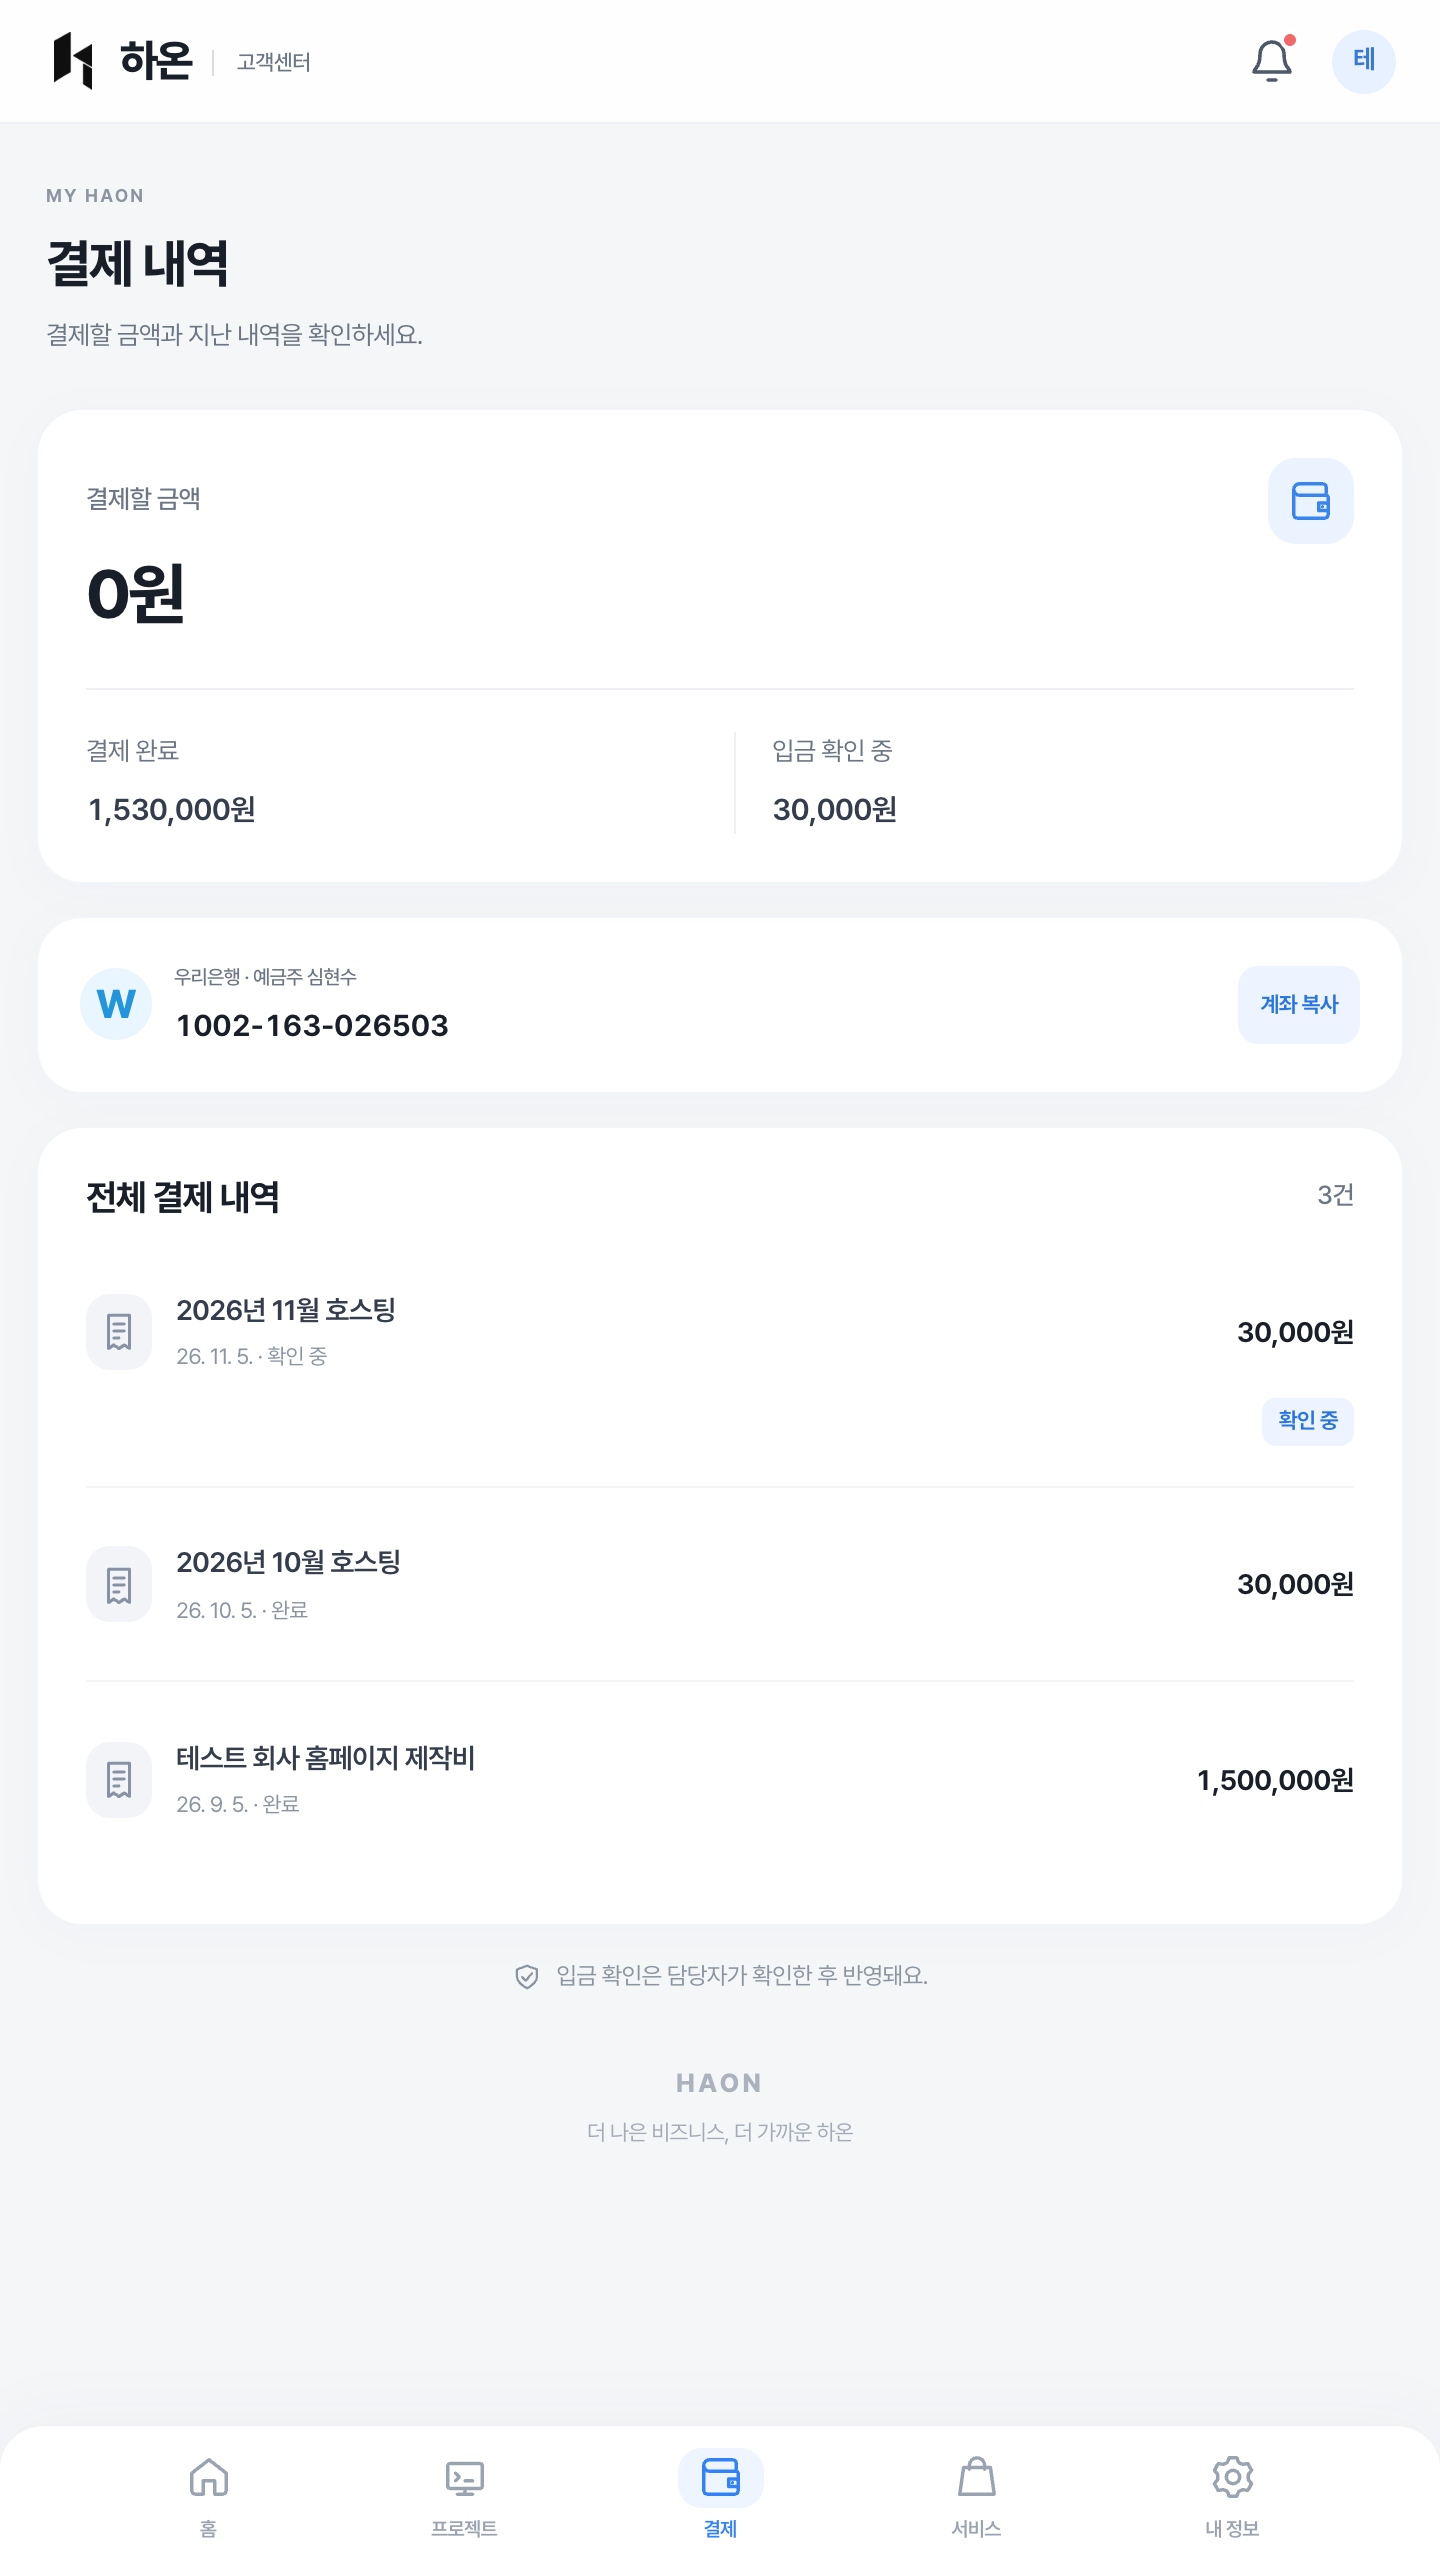 하온
고객센터
테
MY HAON
결제 내역
결제할 금액과 지난 내역을 확인하세요.
결제할 금액
0원
결제 완료
1,530,000원
입금 확인 중
30,000원
W
우리은행 · 예금주 심현수
1002-163-026503
계좌 복사
전체 결제 내역
3건
2026년 11월 호스팅
26. 11. 5. · 확인 중
30,000원
확인 중
2026년 10월 호스팅
26. 10. 5. · 완료
30,000원
테스트 회사 홈페이지 제작비
26. 9. 5. · 완료
1,500,000원
입금 확인은 담당자가 확인한 후 반영돼요.
HAON
더 나은 비즈니스, 더 가까운 하온
홈
프로젝트
결제
서비스
내 정보